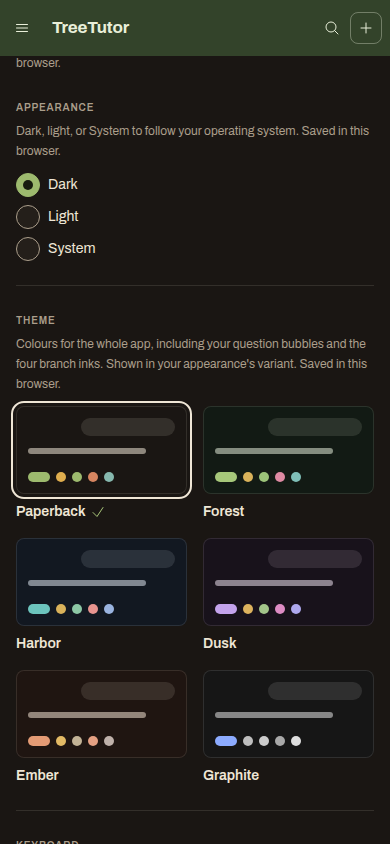 TreeTutor
browser.
APPEARANCE
Dark, light, or System to follow your operating system. Saved in this
browser.
Dark
Light
System
THEME
Colours for the whole app, including your question bubbles and the
four branch inks. Shown in your appearance's variant. Saved in this
browser.
Paperback
Forest
Harbor
Dusk
Ember
Graphite
KEYBOARD